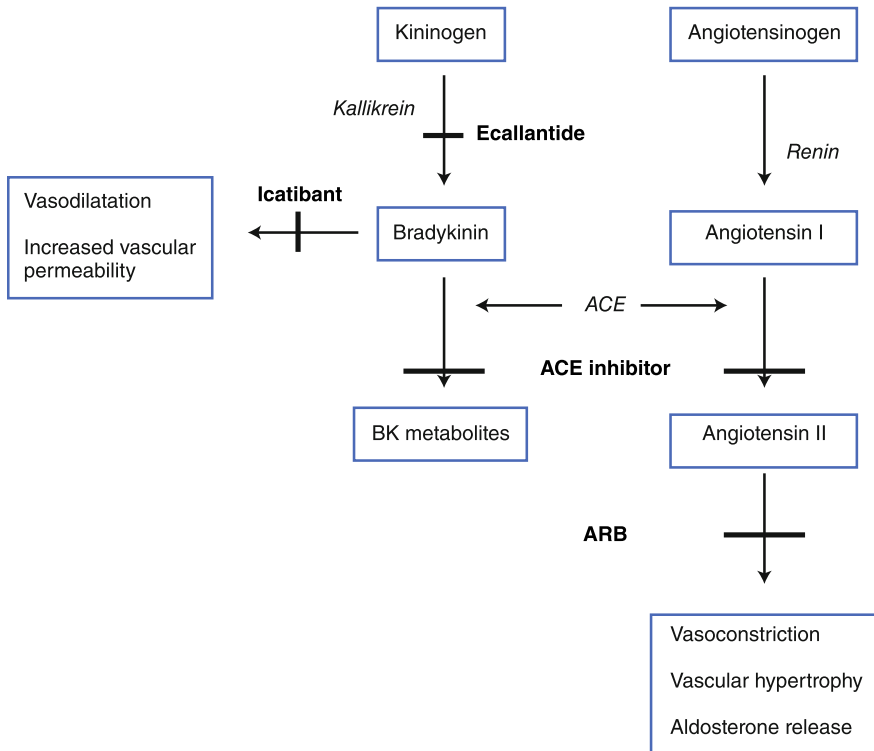 Kininogen
Angiotensinogen
Kallikrein
Ecallantide
Renin
Icatibant
Vasodilatation
Increased vascular
permeability
Bradykinin
Angiotensin I
ACE
ACE inhibitor
BK metabolites
Angiotensin II
ARB
Vasoconstriction
Vascular hypertrophy
Aldosterone release